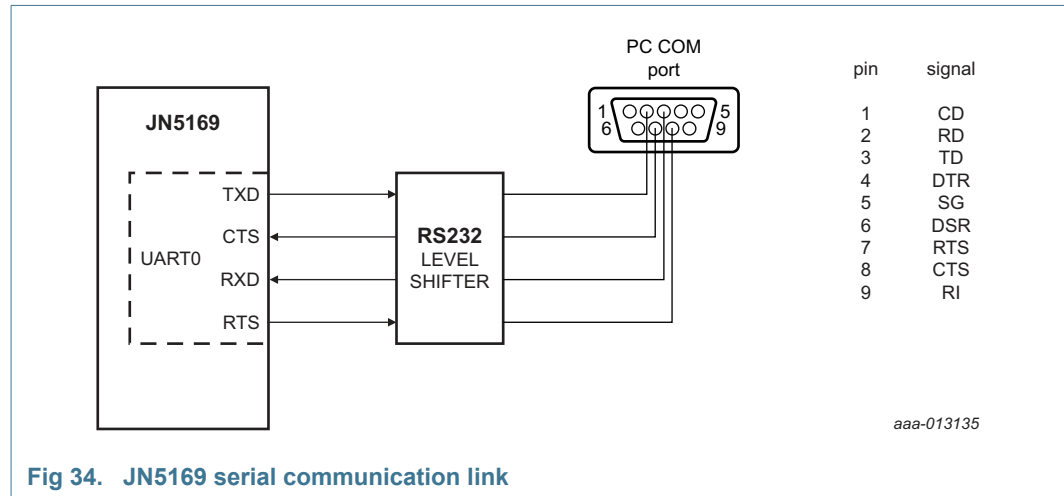 PC COM
port
1
5
6
9
pin signal
1 CD
2 RD
3 TD
4 DTR
5 SG
6 DSR
7 RTS
8 CTS
9 RI
JN5169
UART0
TXD
CTS
RXD
RTS
RS232
LEVEL
SHIFTER
aaa-013135
Fig 34. JN5169 serial communication link